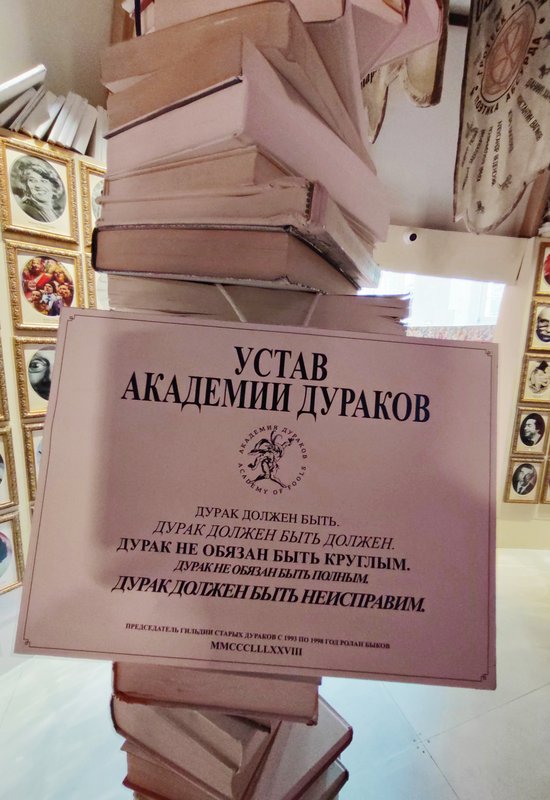 УСТАВ
АКАДЕМИИ ДУРАКОВ
АКАДЕМИЯ ДУРАКОВ
ACADEMY OF FOOLS
ДУРАК ДОЛЖЕН БЫТЬ.
ДУРАК ДОЛЖЕН БЫТЬ ДОЛЖЕН.
ДУРАК НЕ ОБЯЗАН БЫТЬ КРУГЛЫМ.
ДУРАК НЕ ОБЯЗАН БЫТЬ ПОЛНЫМ.
ДУРАК ДОЛЖЕН БЫТЬ НЕИСПРАВИМ.
ПРЕДСЕДАТЕЛЬ ГИЛЬДИИ СТАРЫХ ДУРАКОВ С 1993 ПО 1998 ГОД РОЛАН БЫКОВ
MMCCCLLLXXVIII